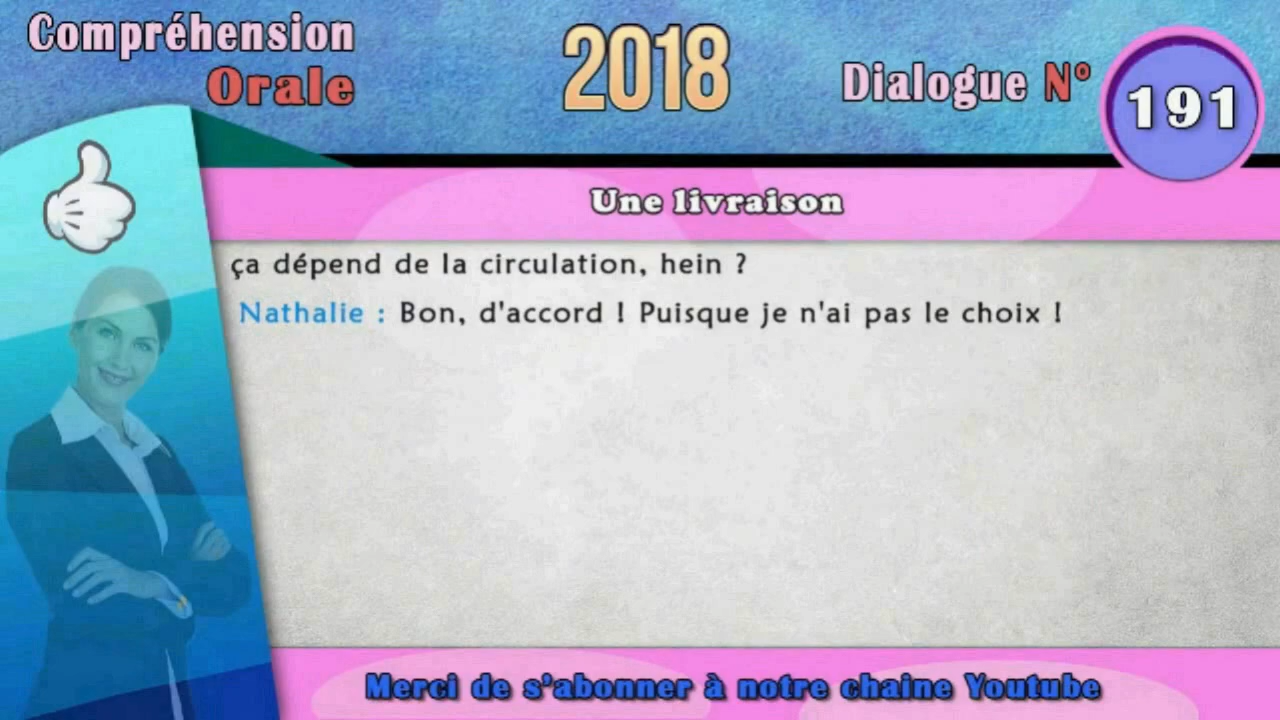 Compréhension
Orale
2018
Dialogue N°
191
Une livraison
ça dépend de la circulation, hein ?
Nathalie : Bon, d'accord ! Puisque je n'ai pas le choix !
Merci de s'abonner à notre chaine Youtube